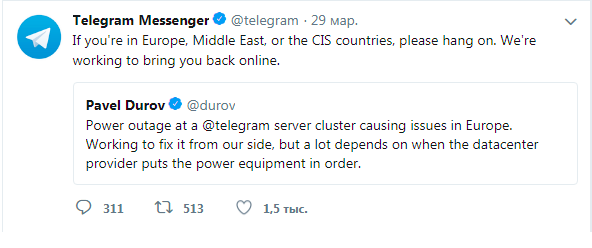 Telegram Messenger @telegram · 29 мар.
If you're in Europe, Middle East, or the CIS countries, please hang on. We're
working to bring you back online.
Pavel Durov @durov
Power outage at a @telegram server cluster causing issues in Europe.
Working to fix it from our side, but a lot depends on when the datacenter
provider puts the power equipment in order.
311 513 1,5 тыс.